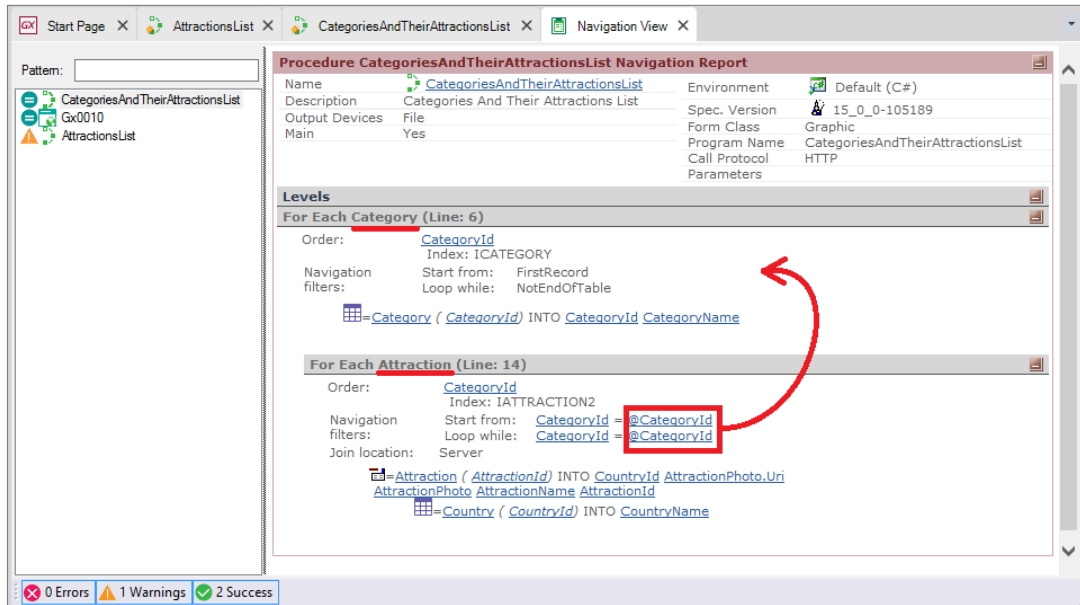 GX Start Page X AttractionsList X CategoriesAndTheirAttractionsList X Navigation View X
Pattern:
CategoriesAndTheirAttractionsList
Gx0010
AttractionsList
Procedure CategoriesAndTheirAttractionsList Navigation Report
Name CategoriesAndTheirAttractionsList
Description Categories And Their Attractions List
Output Devices File
Main Yes
Environment Default (C#)
Spec. Version 15_0_0-105189
Form Class Graphic
Program Name CategoriesAndTheirAttractionsList
Call Protocol HTTP
Parameters
Levels
For Each Category (Line: 6)
Order: CategoryId
Index: ICATEGORY
Navigation Start from: FirstRecord
filters: Loop while: NotEndOfTable
=Category ( CategoryId) INTO CategoryId CategoryName
For Each Attraction (Line: 14)
Order: CategoryId
Index: IATTRACTION2
Navigation Start from: CategoryId = @CategoryId
filters: Loop while: CategoryId = @CategoryId
Join location: Server
=Attraction ( AttractionId) INTO CountryId AttractionPhoto.Uri
AttractionPhoto AttractionName AttractionId
=Country ( CountryId) INTO CountryName
0 Errors 1 Warnings 2 Success